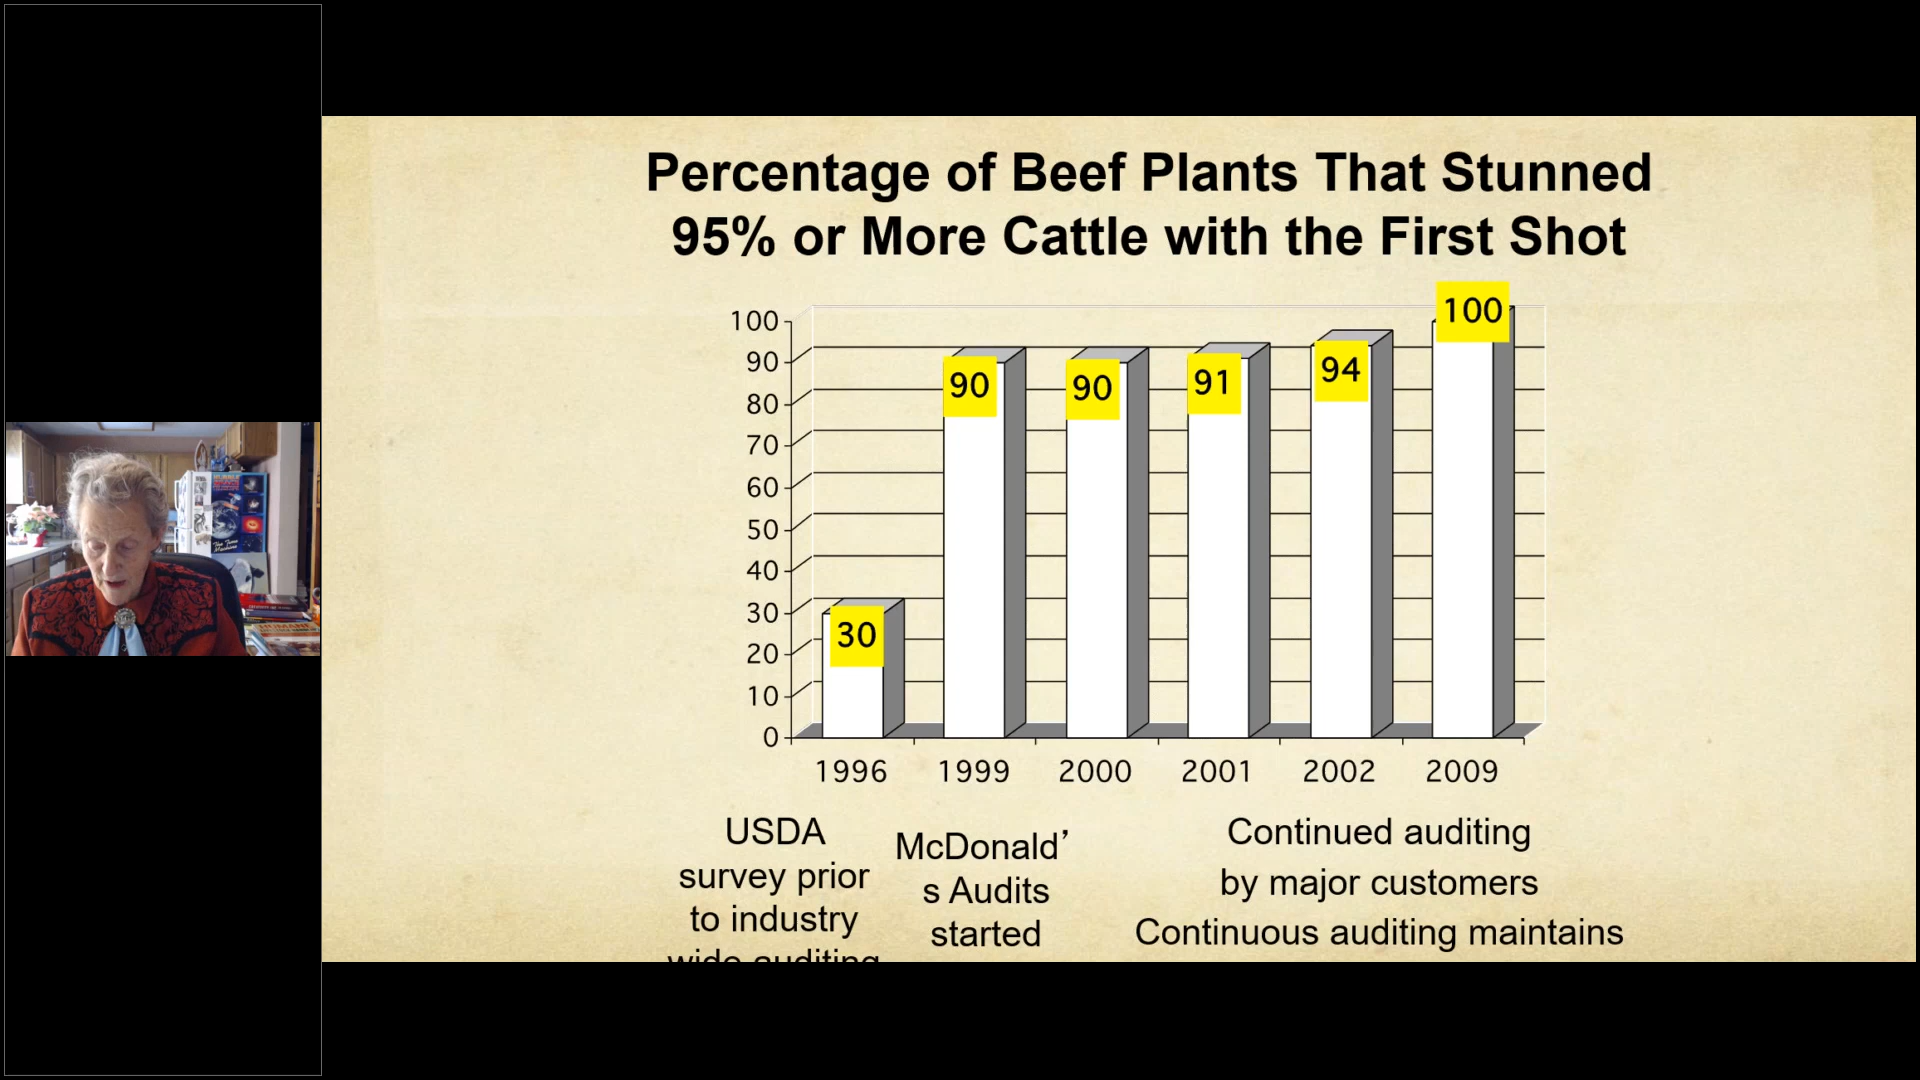 Percentage of Beef Plants That Stunned
95% or More Cattle with the First Shot
100
90
80
70
60
50
40
30
20
10
0
30
90
90
91
94
100
1996 1999 2000 2001 2002 2009
USDA
survey prior
to industry
wide auditing
McDonald’
s Audits
started
Continued auditing
by major customers
Continuous auditing maintains